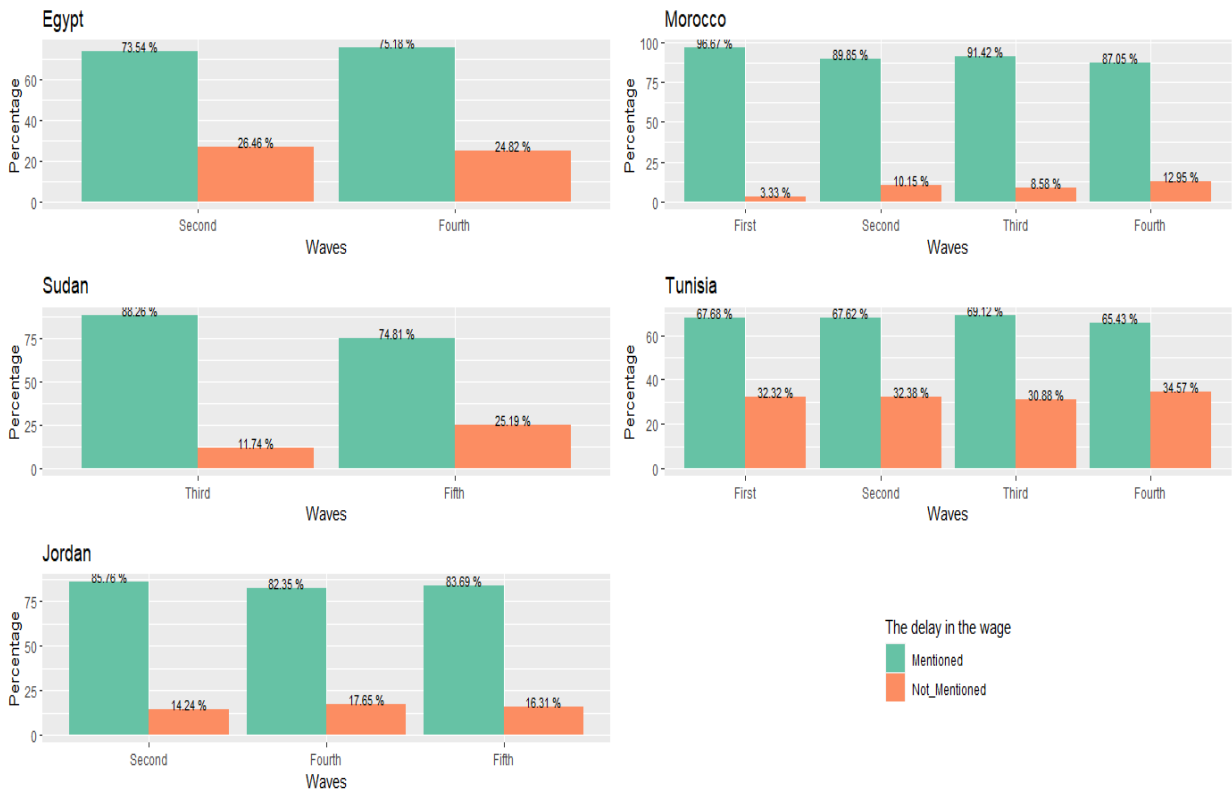 Egypt
Percentage
60
40
20
0
73.54 %
26.46 %
75.18 %
24.82 %
Second
Fourth
Waves
Morocco
Percentage
100
75
50
25
0
96.67 %
3.33 %
89.85 %
10.15 %
91.42 %
8.58 %
87.05 %
12.95 %
First
Second
Third
Fourth
Waves
Sudan
Percentage
75
50
25
0
88.26 %
11.74 %
74.81 %
25.19 %
Third
Fifth
Waves
Tunisia
Percentage
60
40
20
0
67.68 %
32.32 %
67.62 %
32.38 %
69.12 %
30.88 %
65.43 %
34.57 %
First
Second
Third
Fourth
Waves
Jordan
Percentage
75
50
25
0
85.76 %
14.24 %
82.35 %
17.65 %
83.69 %
16.31 %
Second
Fourth
Fifth
Waves
The delay in the wage
Mentioned
Not_Mentioned